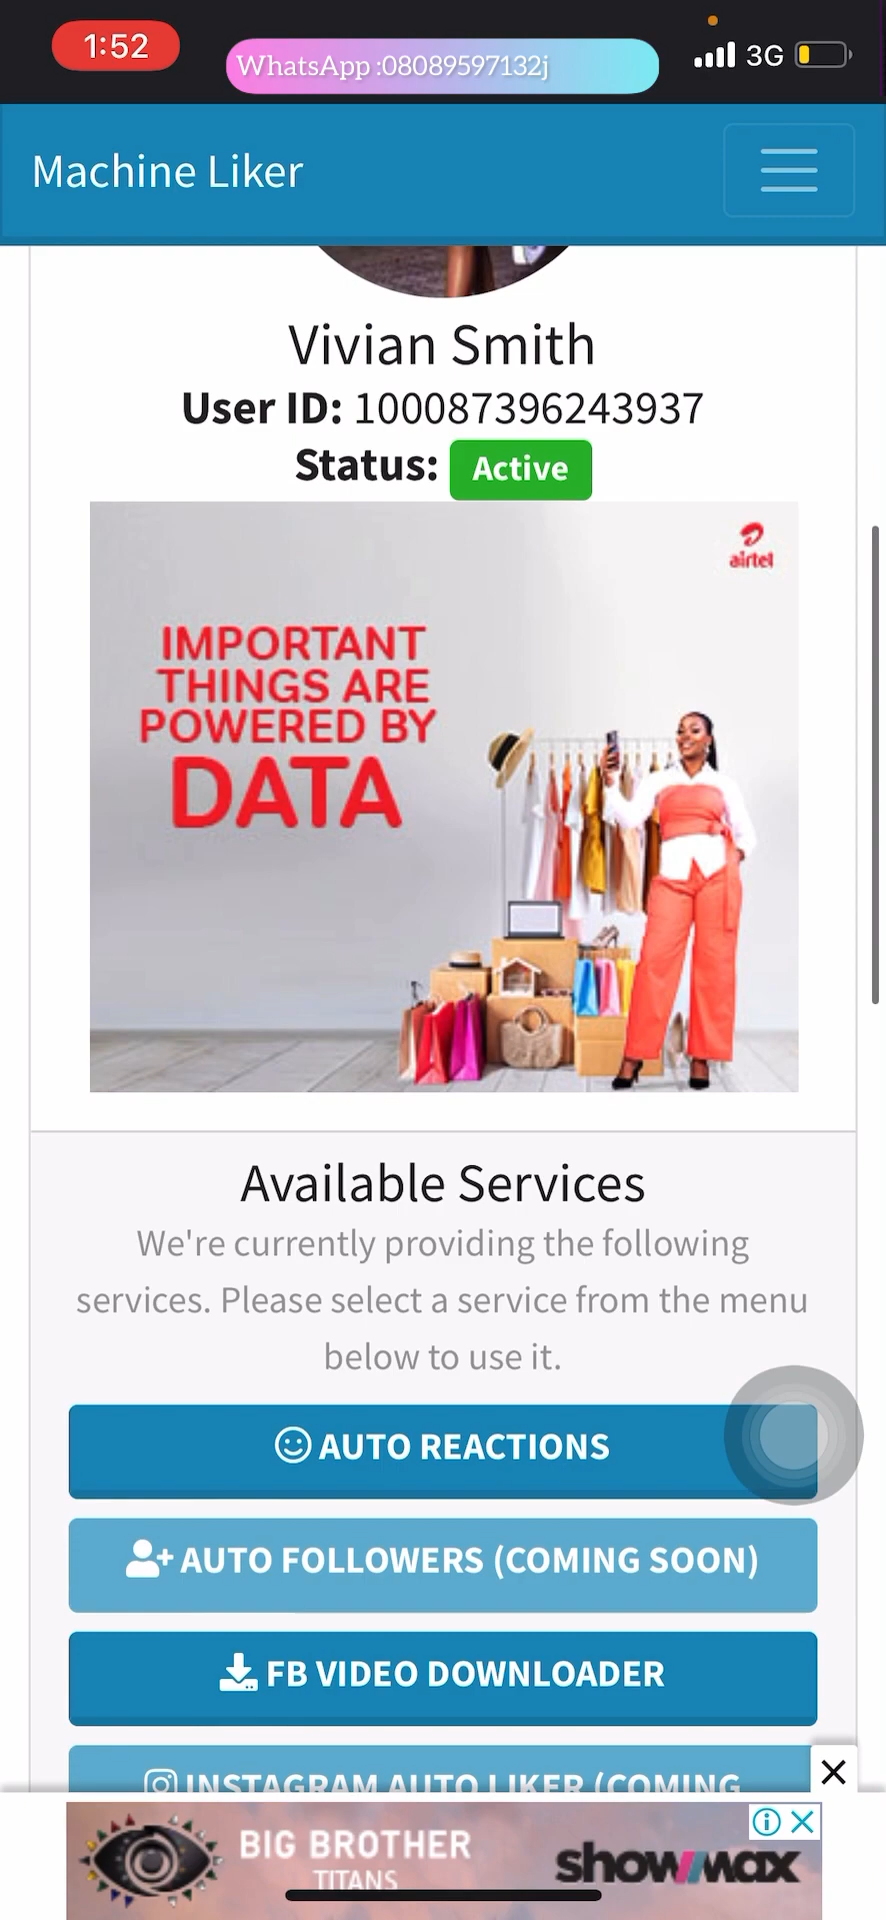 1:52
WhatsApp :08089597132j
3G
Machine Liker
Vivian Smith
User ID: 100087396243937
Status: Active
airtel
IMPORTANT
THINGS ARE
POWERED BY
DATA
Available Services
We're currently providing the following
services. Please select a service from the menu
below to use it.
AUTO REACTIONS
AUTO FOLLOWERS (COMING SOON)
FB VIDEO DOWNLOADER
INSTAGRAM AUTO LIKER (COMING
BIG BROTHER
TITANS
showmax